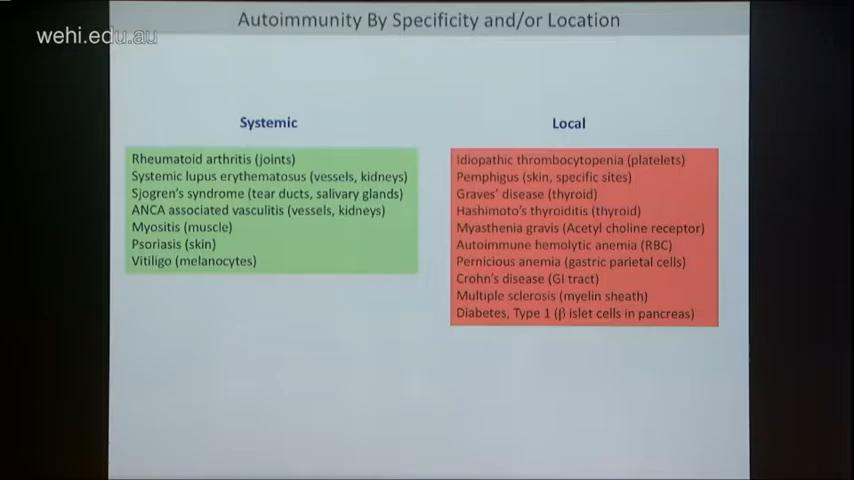 Autoimmunity By Specificity and/or Location
wehi.edu.au
Systemic
Rheumatoid arthritis (joints)
Systemic lupus erythematosus (vessels, kidneys)
Sjogren's syndrome (tear ducts, salivary glands)
ANCA associated vasculitis (vessels, kidneys)
Myositis (muscle)
Psoriasis (skin)
Vitiligo (melanocytes)
Local
Idiopathic thrombocytopenia (platelets)
Pemphigus (skin, specific sites)
Graves' disease (thyroid)
Hashimoto's thyroiditis (thyroid)
Myasthenia gravis (Acetyl choline receptor)
Autoimmune hemolytic anemia (RBC)
Pernicious anemia (gastric parietal cells)
Crohn's disease (GI tract)
Multiple sclerosis (myelin sheath)
Diabetes, Type 1 (β islet cells in pancreas)